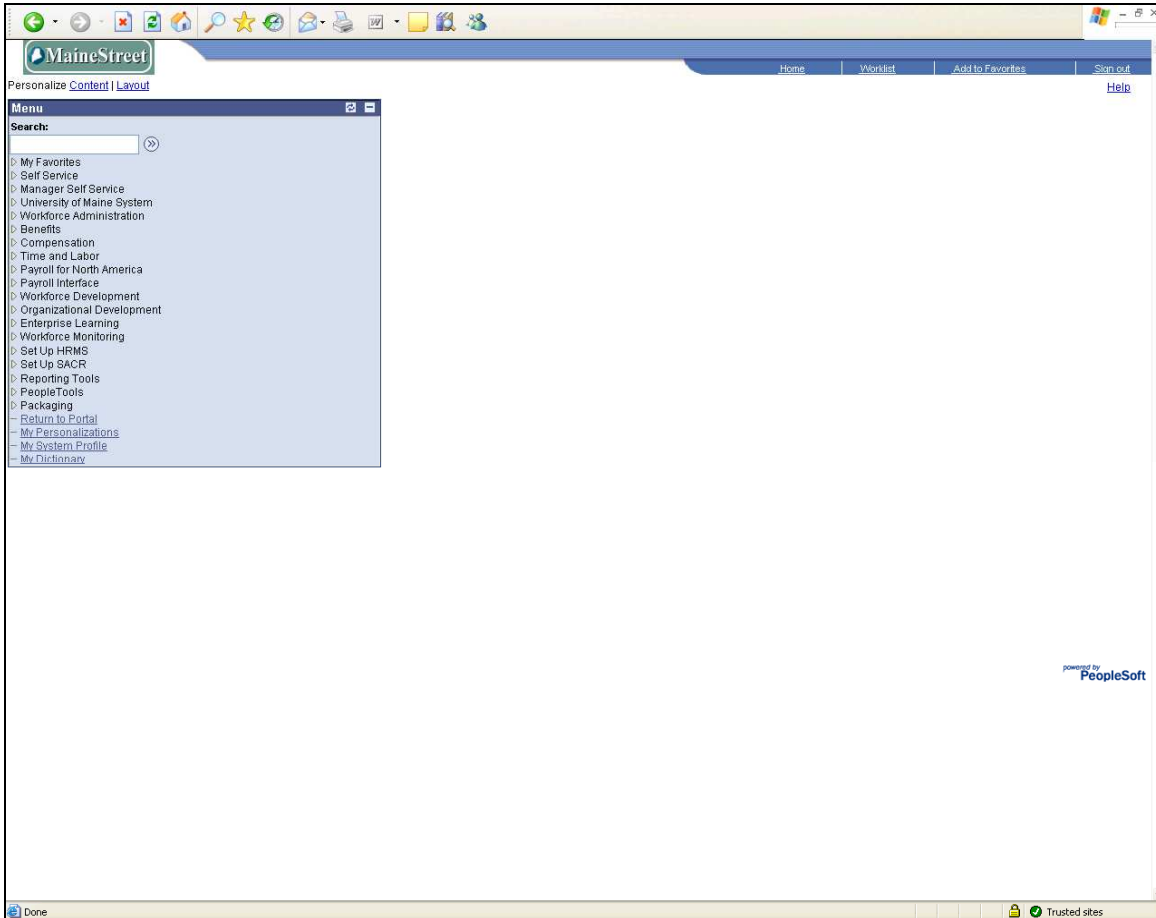 MaineStreet
Home | Worklist | Add to Favorites | Sign out
Personalize Content | Layout
Help
Menu
Search:
My Favorites
Self Service
Manager Self Service
University of Maine System
Workforce Administration
Benefits
Compensation
Time and Labor
Payroll for North America
Payroll Interface
Workforce Development
Organizational Development
Enterprise Learning
Workforce Monitoring
Set Up HRMS
Set Up SACR
Reporting Tools
PeopleTools
Packaging
Return to Portal
My Personalizations
My System Profile
My Dictionary
powered by
PeopleSoft
Done
Trusted sites